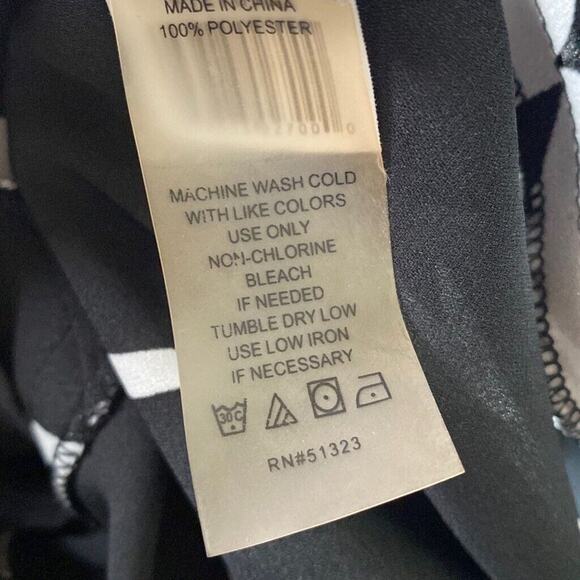 MADE IN CHINA
100% POLYESTER
MACHINE WASH COLD
WITH LIKE COLORS
USE ONLY
NON-CHLORINE
BLEACH
IF NEEDED
TUMBLE DRY LOW
USE LOW IRON
IF NECESSARY
30C
RN#51323